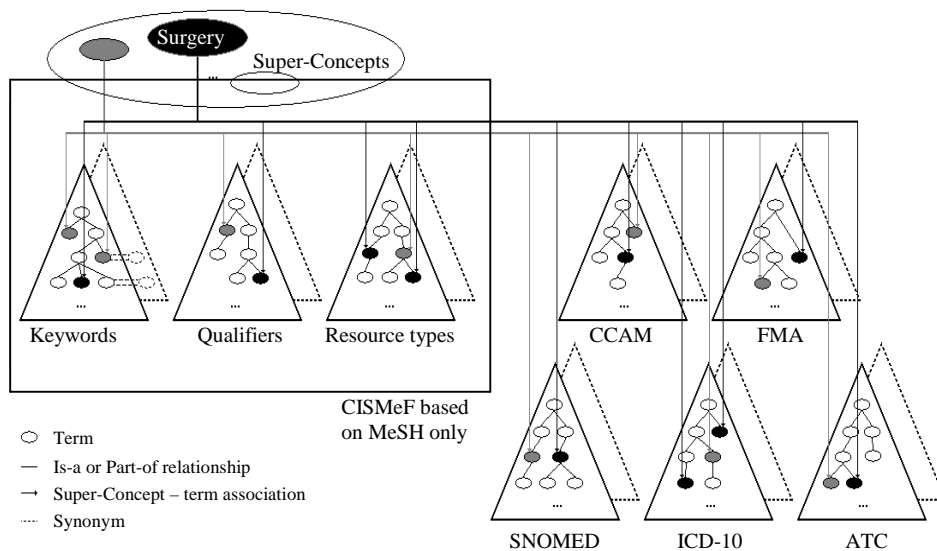 Surgery
Super-Concepts
...
...
...
...
...
...
Keywords
Qualifiers
Resource types
CCAM
FMA
CISMeF based
on MeSH only
Term
Is-a or Part-of relationship
Super-Concept – term association
Synonym
...
...
...
SNOMED
ICD-10
ATC